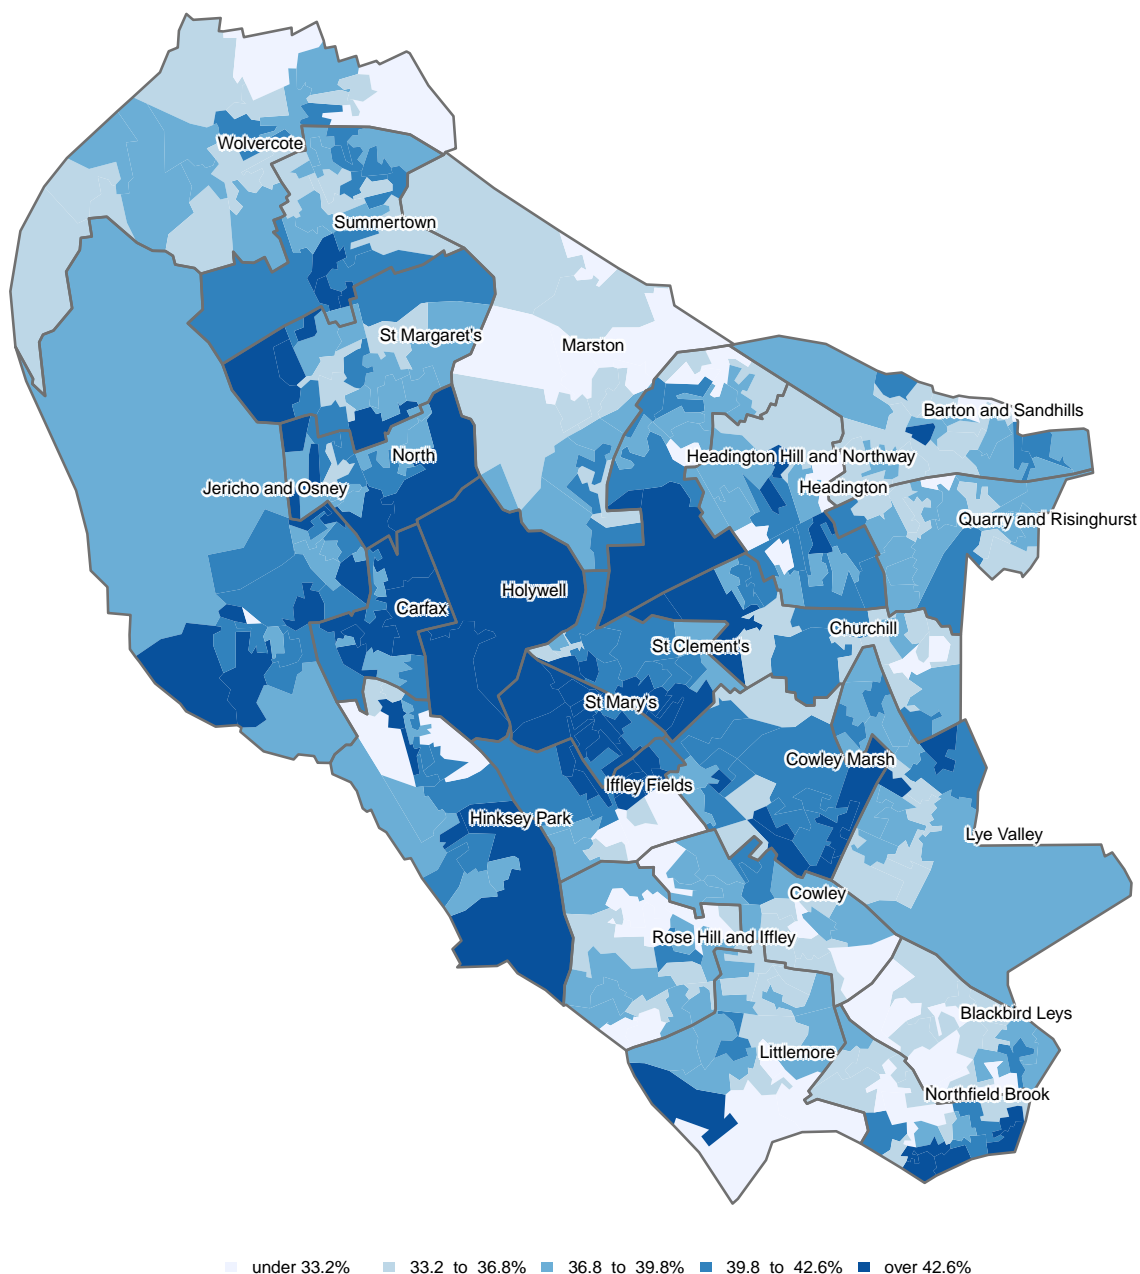 Wolvercote
Summertown
St Margaret's
Marston
Barton and Sandhills
North
Headington Hill and Northway
Jericho and Osney
Headington
Quarry and Risinghurst
Holywell
Carfax
Churchill
St Clement's
St Mary's
Cowley Marsh
Iffley Fields
Hinksey Park
Lye Valley
Cowley
Rose Hill and Iffley
Blackbird Leys
Littlemore
Northfield Brook
under 33.2% 33.2 to 36.8% 36.8 to 39.8% 39.8 to 42.6% over 42.6%